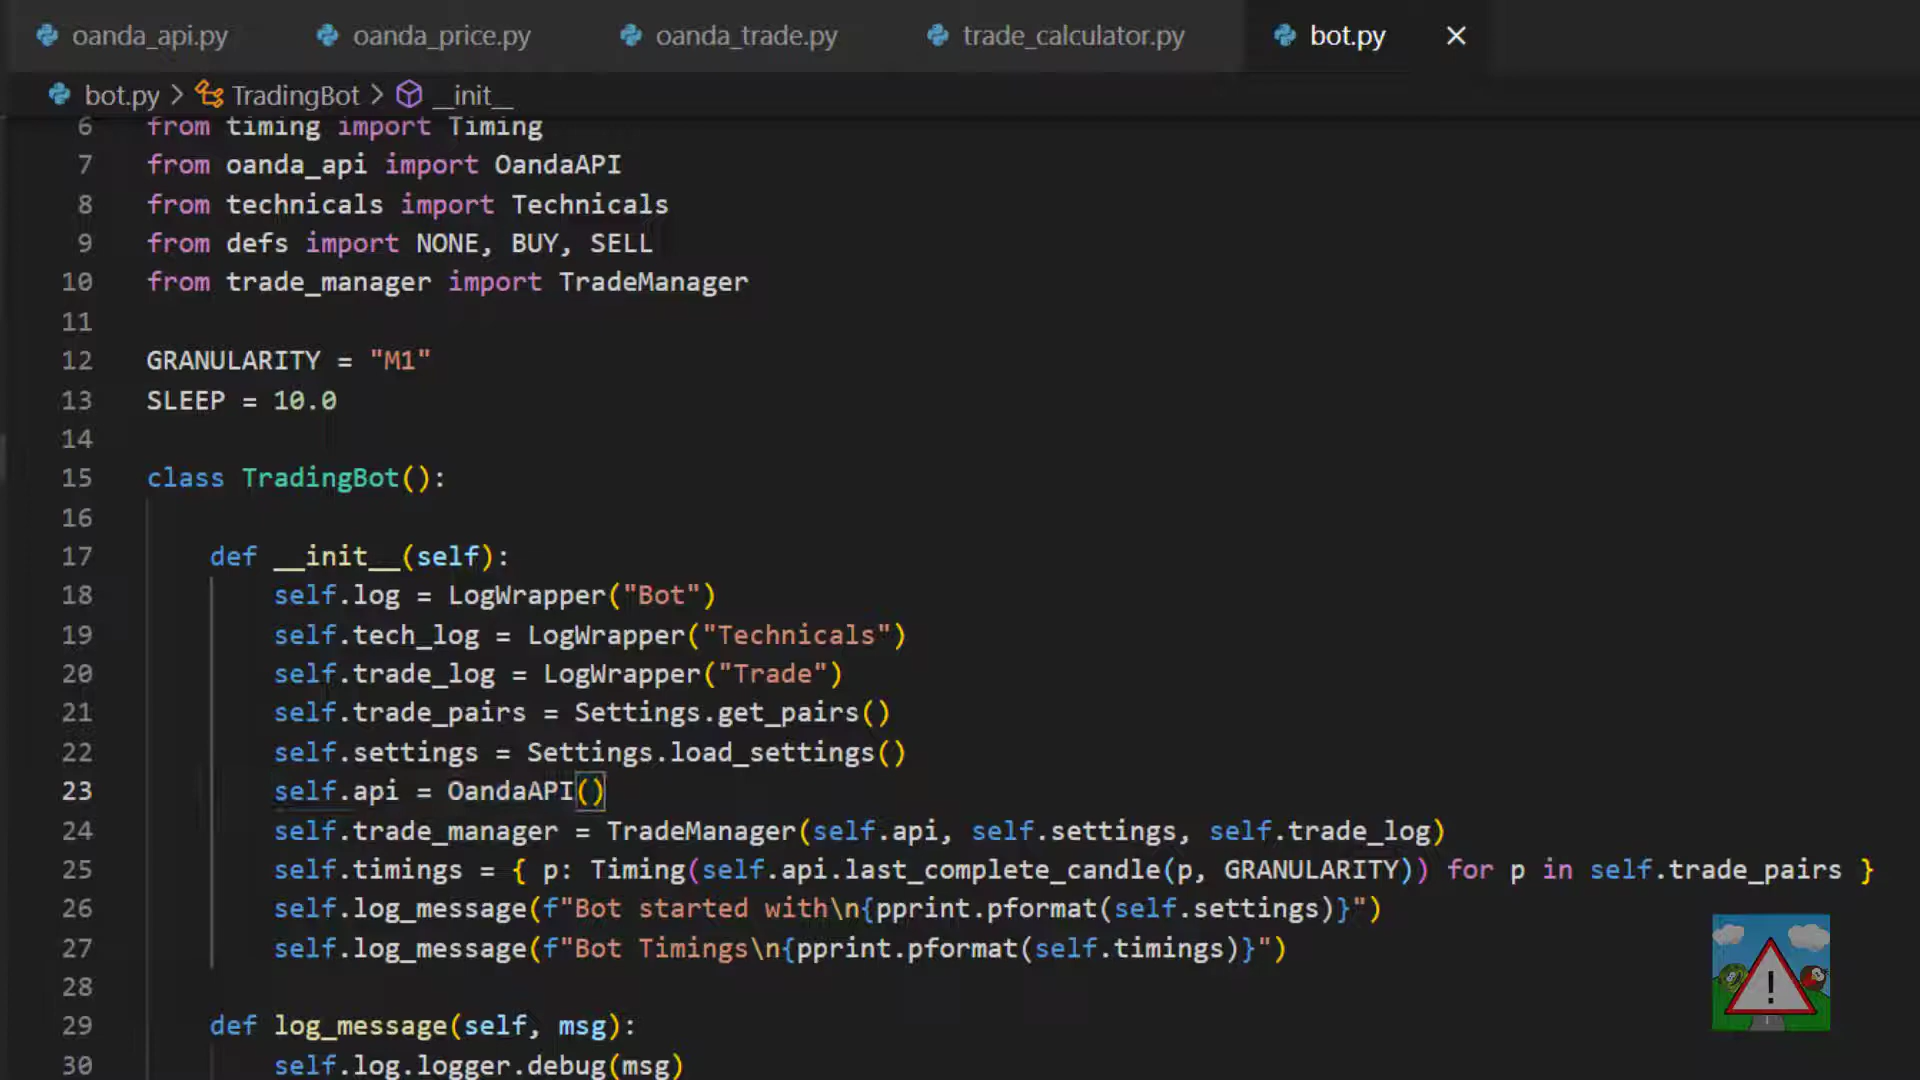 oanda_api.py oanda_price.py oanda_trade.py trade_calculator.py bot.py
bot.py > TradingBot > __init__
6 from timing import Timing
7 from oanda_api import OandaAPI
8 from technicals import Technicals
9 from defs import NONE, BUY, SELL
10 from trade_manager import TradeManager
11
12 GRANULARITY = "M1"
13 SLEEP = 10.0
14
15 class TradingBot():
16
17     def __init__(self):
18         self.log = LogWrapper("Bot")
19         self.tech_log = LogWrapper("Technicals")
20         self.trade_log = LogWrapper("Trade")
21         self.trade_pairs = Settings.get_pairs()
22         self.settings = Settings.load_settings()
23         self.api = OandaAPI()
24         self.trade_manager = TradeManager(self.api, self.settings, self.trade_log)
25         self.timings = { p: Timing(self.api.last_complete_candle(p, GRANULARITY)) for p in self.trade_pairs }
26         self.log_message(f"Bot started with\n{pprint.pformat(self.settings)}")
27         self.log_message(f"Bot Timings\n{pprint.pformat(self.timings)}")
28
29     def log_message(self, msg):
30         self.log.logger.debug(msg)
!